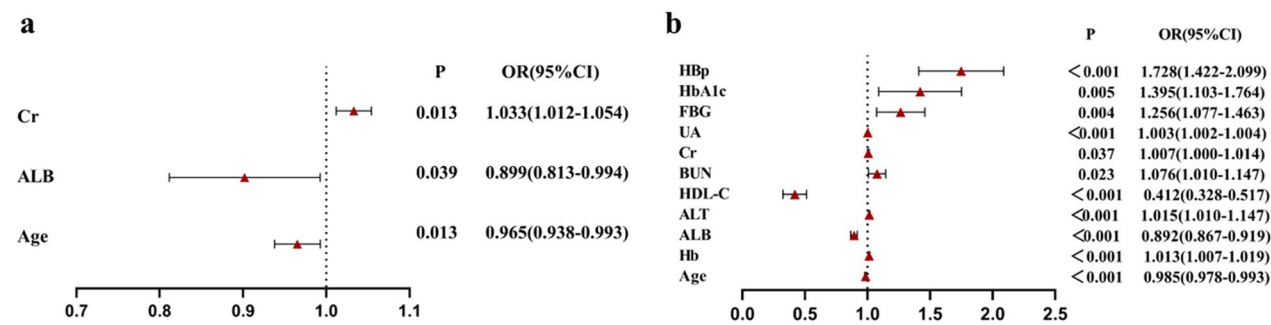 a
P OR(95%CI)
Cr 0.013 1.033(1.012-1.054)
ALB 0.039 0.899(0.813-0.994)
Age 0.013 0.965(0.938-0.993)
0.7 0.8 0.9 1.0 1.1
b
P OR(95%CI)
HBp <0.001 1.728(1.422-2.099)
HbA1c 0.005 1.395(1.103-1.764)
FBG 0.004 1.256(1.077-1.463)
UA <0.001 1.003(1.002-1.004)
Cr 0.037 1.007(1.000-1.014)
BUN 0.023 1.076(1.010-1.147)
HDL-C <0.001 0.412(0.328-0.517)
ALT <0.001 1.015(1.010-1.147)
ALB <0.001 0.892(0.867-0.919)
Hb <0.001 1.013(1.007-1.019)
Age <0.001 0.985(0.978-0.993)
0.0 0.5 1.0 1.5 2.0 2.5